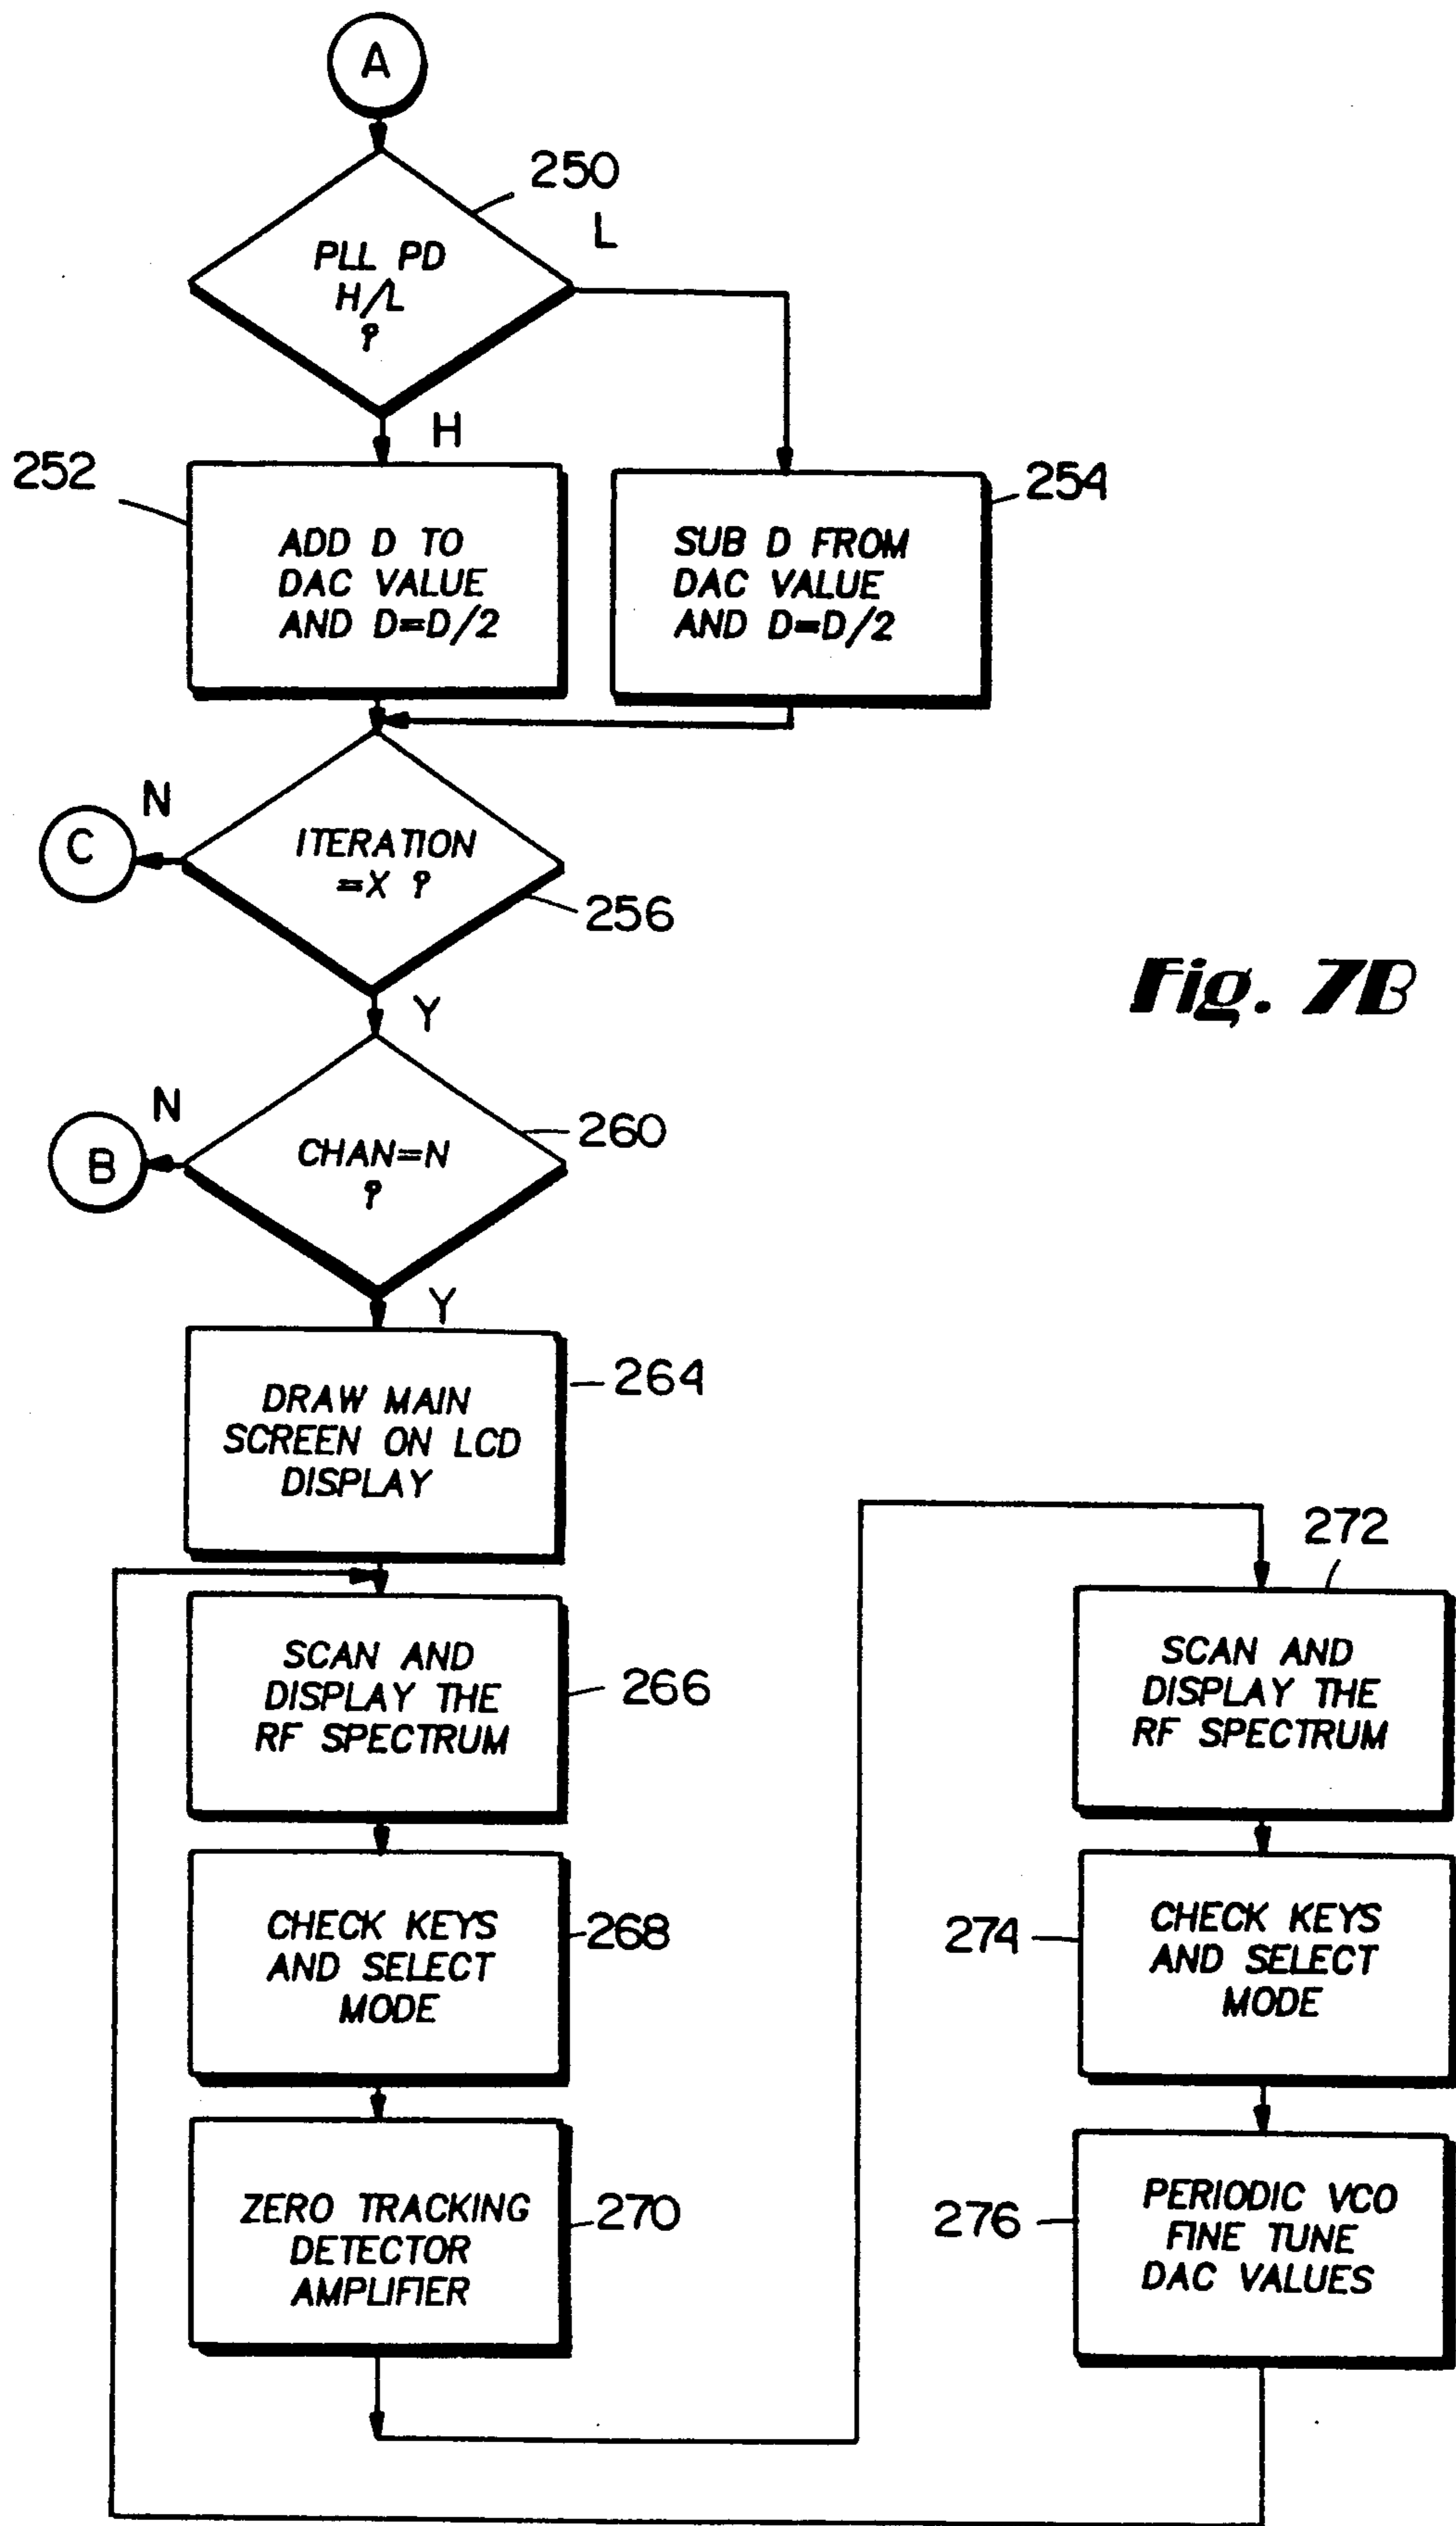 A
250
L
PLL PD
H/L
?
H
252
ADD D TO
DAC VALUE
AND D=D/2
254
SUB D FROM
DAC VALUE
AND D=D/2
N
C
ITERATION
=X ?
256
Y
Fig. 7B
N
B
CHAN=N
?
260
Y
264
DRAW MAIN
SCREEN ON LCD
DISPLAY
SCAN AND
DISPLAY THE
RF SPECTRUM
266
CHECK KEYS
AND SELECT
MODE
268
ZERO TRACKING
DETECTOR
AMPLIFIER
270
272
SCAN AND
DISPLAY THE
RF SPECTRUM
274
CHECK KEYS
AND SELECT
MODE
276
PERIODIC VCO
FINE TUNE
DAC VALUES